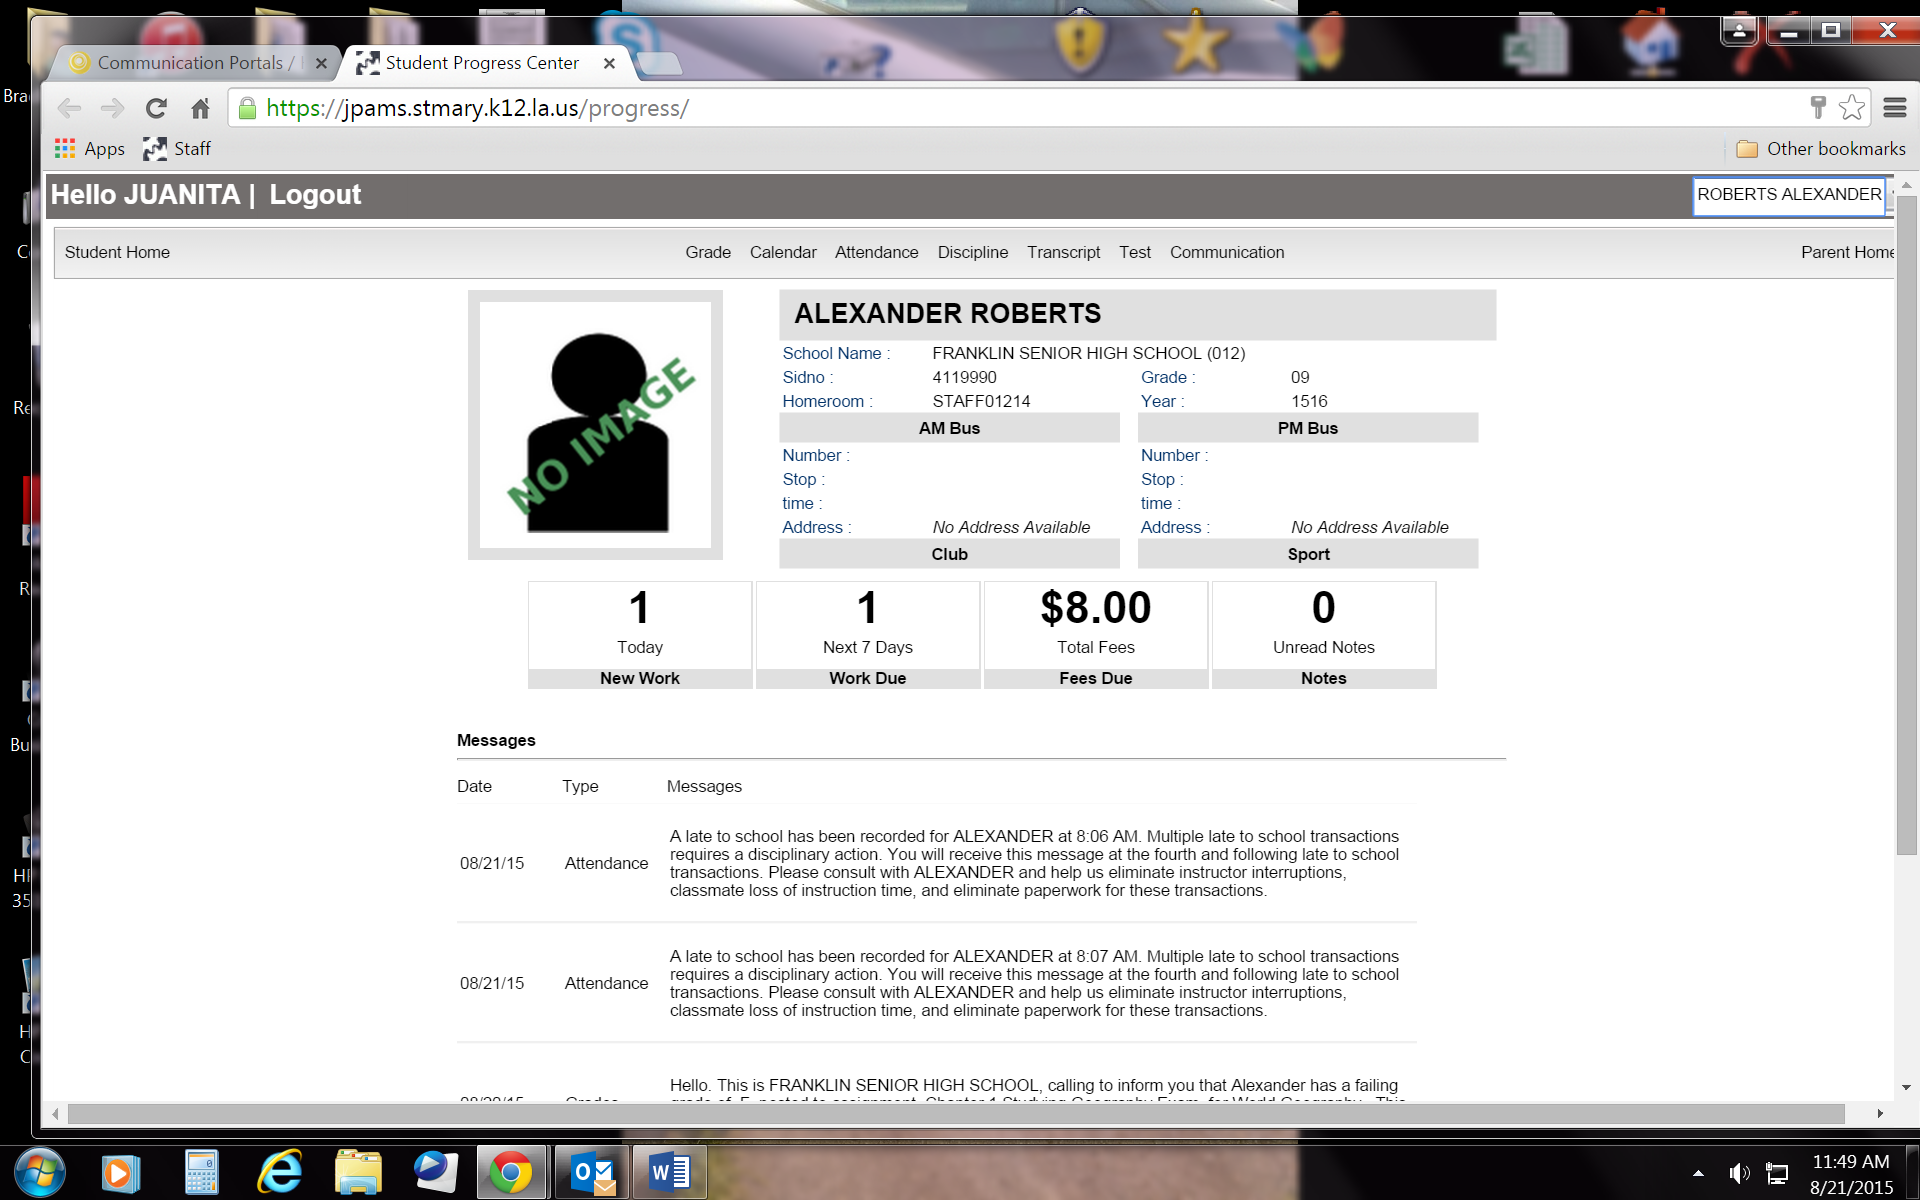 Communication Portals /
Student Progress Center
https://jpams.stmary.k12.la.us/progress/
Apps
Staff
Other bookmarks
Hello JUANITA | Logout
ROBERTS ALEXANDER
Student Home
Grade Calendar Attendance Discipline Transcript Test Communication
Parent Home
NO IMAGE
ALEXANDER ROBERTS
School Name : FRANKLIN SENIOR HIGH SCHOOL (012)
Sidno : 4119990 Grade : 09
Homeroom : STAFF01214 Year : 1516
AM Bus PM Bus
Number : Number :
Stop : Stop :
time : time :
Address : No Address Available Address : No Address Available
Club Sport
1 1 $8.00 0
Today Next 7 Days Total Fees Unread Notes
New Work Work Due Fees Due Notes
Messages
Date Type Messages
08/21/15 Attendance
A late to school has been recorded for ALEXANDER at 8:06 AM. Multiple late to school transactions
requires a disciplinary action. You will receive this message at the fourth and following late to school
transactions. Please consult with ALEXANDER and help us eliminate instructor interruptions,
classmate loss of instruction time, and eliminate paperwork for these transactions.
08/21/15 Attendance
A late to school has been recorded for ALEXANDER at 8:07 AM. Multiple late to school transactions
requires a disciplinary action. You will receive this message at the fourth and following late to school
transactions. Please consult with ALEXANDER and help us eliminate instructor interruptions,
classmate loss of instruction time, and eliminate paperwork for these transactions.
Hello. This is FRANKLIN SENIOR HIGH SCHOOL, calling to inform you that Alexander has a failing
11:49 AM
8/21/2015